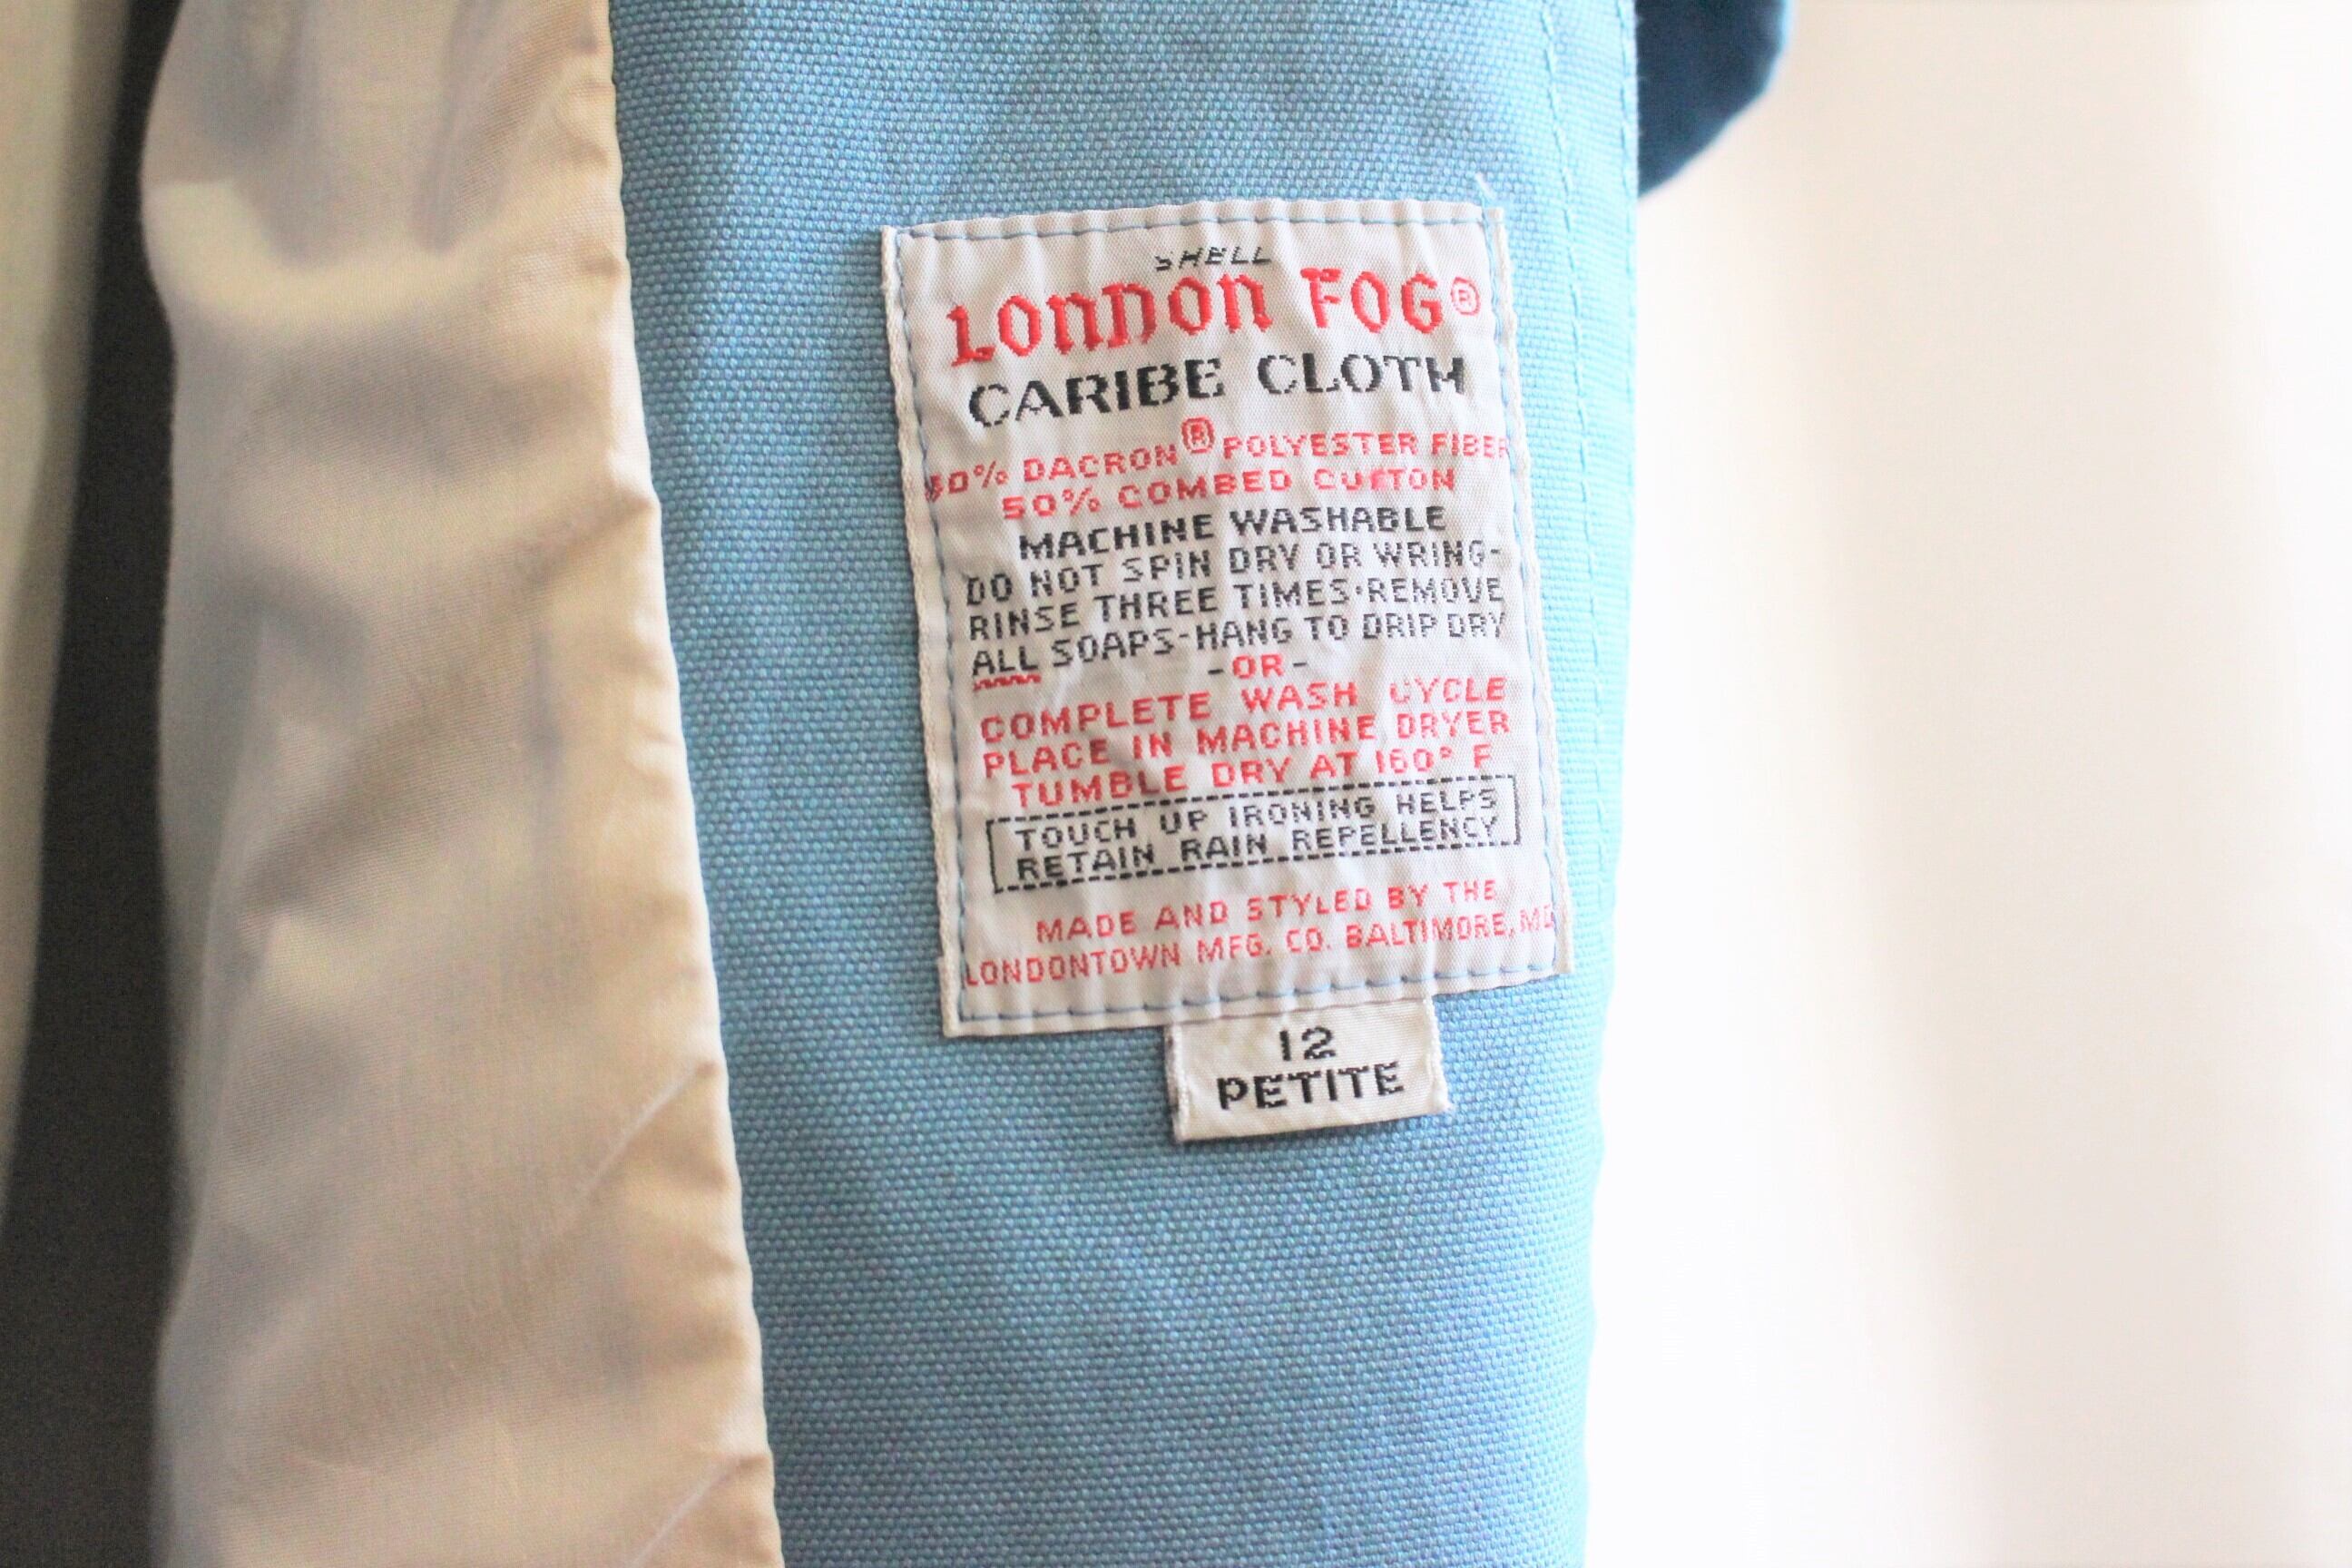 SHELL
LONDON FOG®
CARIBE CLOTH
50% DACRON® POLYESTER FIBER
50% COMBED COTTON
MACHINE WASHABLE
DO NOT SPIN DRY OR WRING-
RINSE THREE TIMES·REMOVE
ALL SOAPS-HANG TO DRIP DRY
-OR-
COMPLETE WASH CYCLE
PLACE IN MACHINE DRYER
TUMBLE DRY AT 160° F
TOUCH UP IRONING HELPS
RETAIN RAIN REPELLENCY
MADE AND STYLED BY THE
LONDONTOWN MFG. CO. BALTIMORE, MD
12
PETITE